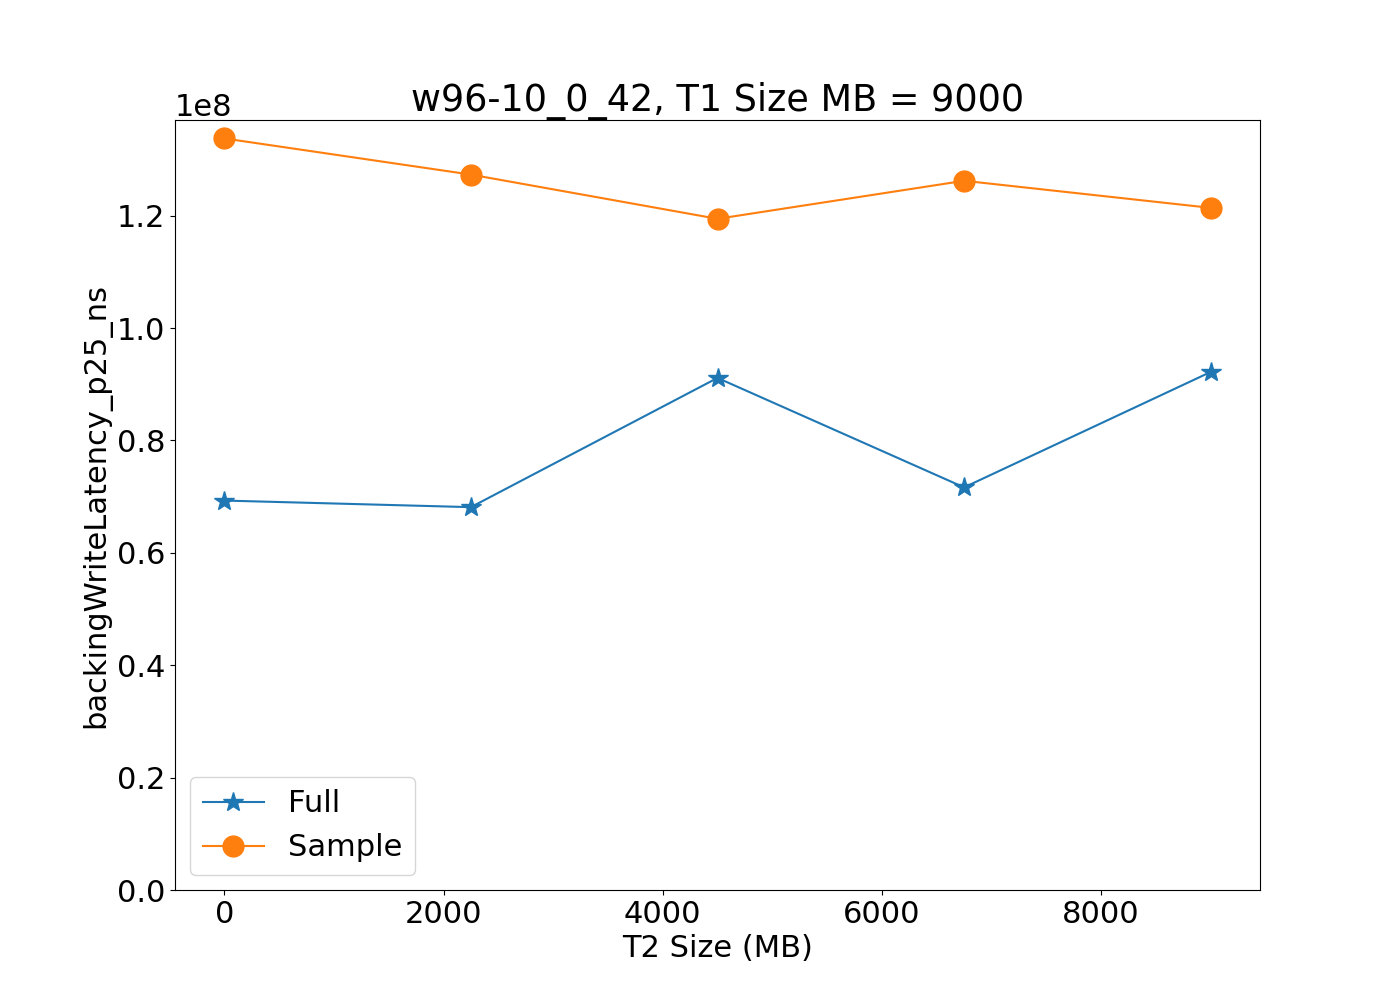 w96-10_0_42, T1 Size MB = 9000
1e8
1.2
1.0
0.8
0.6
0.4
0.2
0.0
backingWriteLatency_p25_ns
Full
Sample
0 2000 4000 6000 8000
T2 Size (MB)